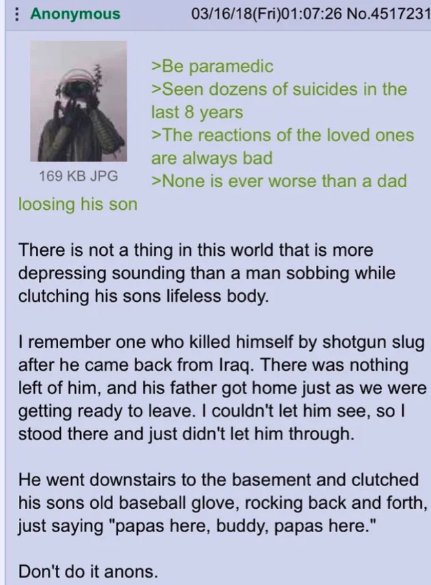 Anonymous 03/16/18(Fri)01:07:26 No.4517231
>Be paramedic
>Seen dozens of suicides in the
last 8 years
>The reactions of the loved ones
are always bad
169 KB JPG
>None is ever worse than a dad
loosing his son
There is not a thing in this world that is more
depressing sounding than a man sobbing while
clutching his sons lifeless body.
I remember one who killed himself by shotgun slug
after he came back from Iraq. There was nothing
left of him, and his father got home just as we were
getting ready to leave. I couldn't let him see, so I
stood there and just didn't let him through.
He went downstairs to the basement and clutched
his sons old baseball glove, rocking back and forth,
just saying "papas here, buddy, papas here."
Don't do it anons.